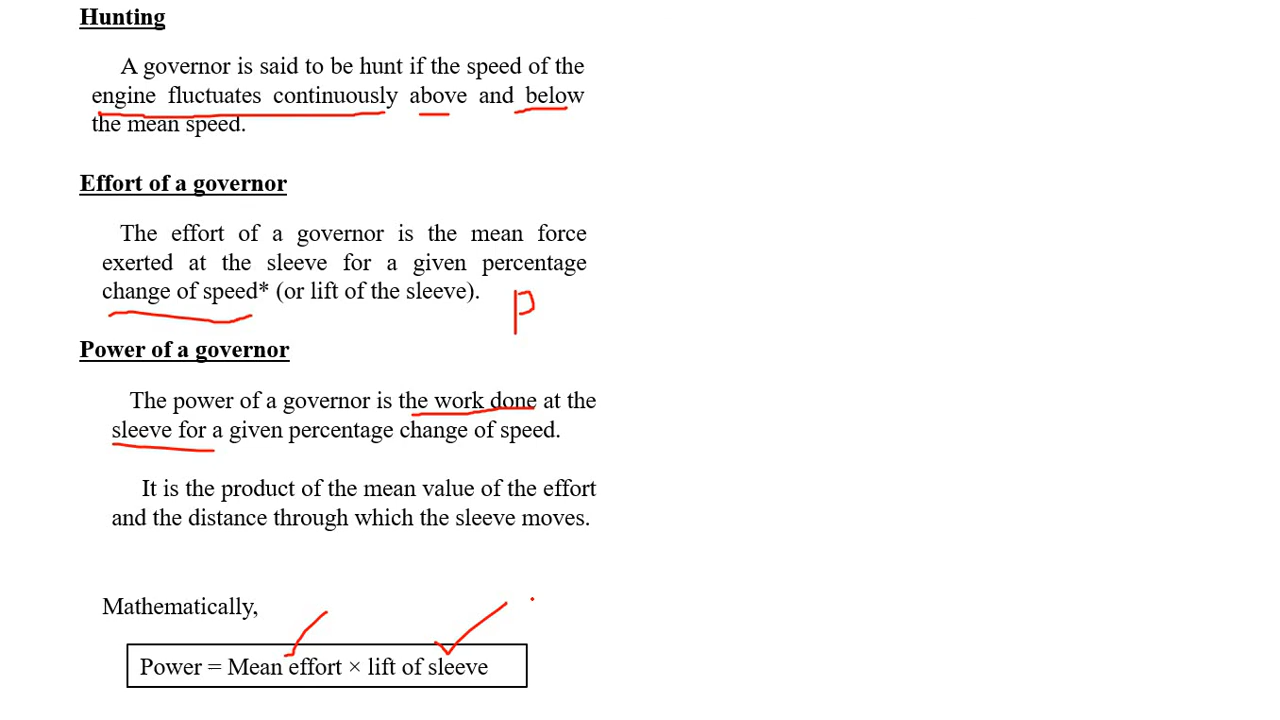 Hunting
A governor is said to be hunt if the speed of the
engine fluctuates continuously above and below
the mean speed.
Effort of a governor
The effort of a governor is the mean force
exerted at the sleeve for a given percentage
change of speed* (or lift of the sleeve).
P
Power of a governor
The power of a governor is the work done at the
sleeve for a given percentage change of speed.
It is the product of the mean value of the effort
and the distance through which the sleeve moves.
Mathematically,
Power = Mean effort × lift of sleeve